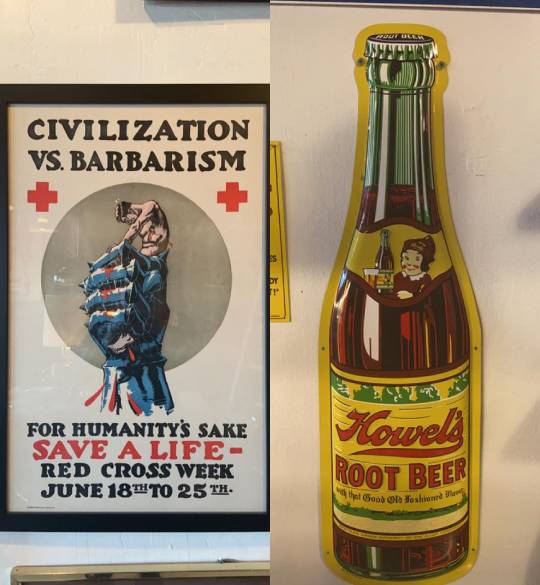 CIVILIZATION
VS. BARBARISM
FOR HUMANITY'S SAKE
SAVE A LIFE-
RED CROSS WEEK
JUNE 18TH TO 25TH.
ROOT BEER
Howel's
ROOT BEER
with that Good Old Fashioned Flavor